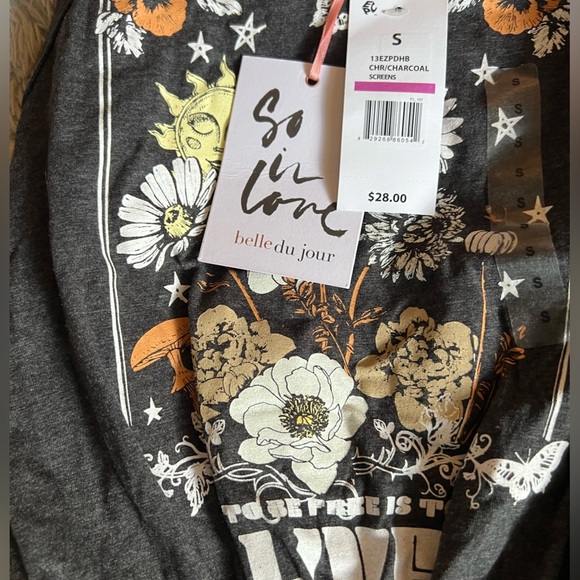 S
13EZPDHB
CHR/CHARCOAL
SCREENS
$28.00
So
in
love
belle du jour
S
S
S
S
S
S
S
TO BE FREE IS T